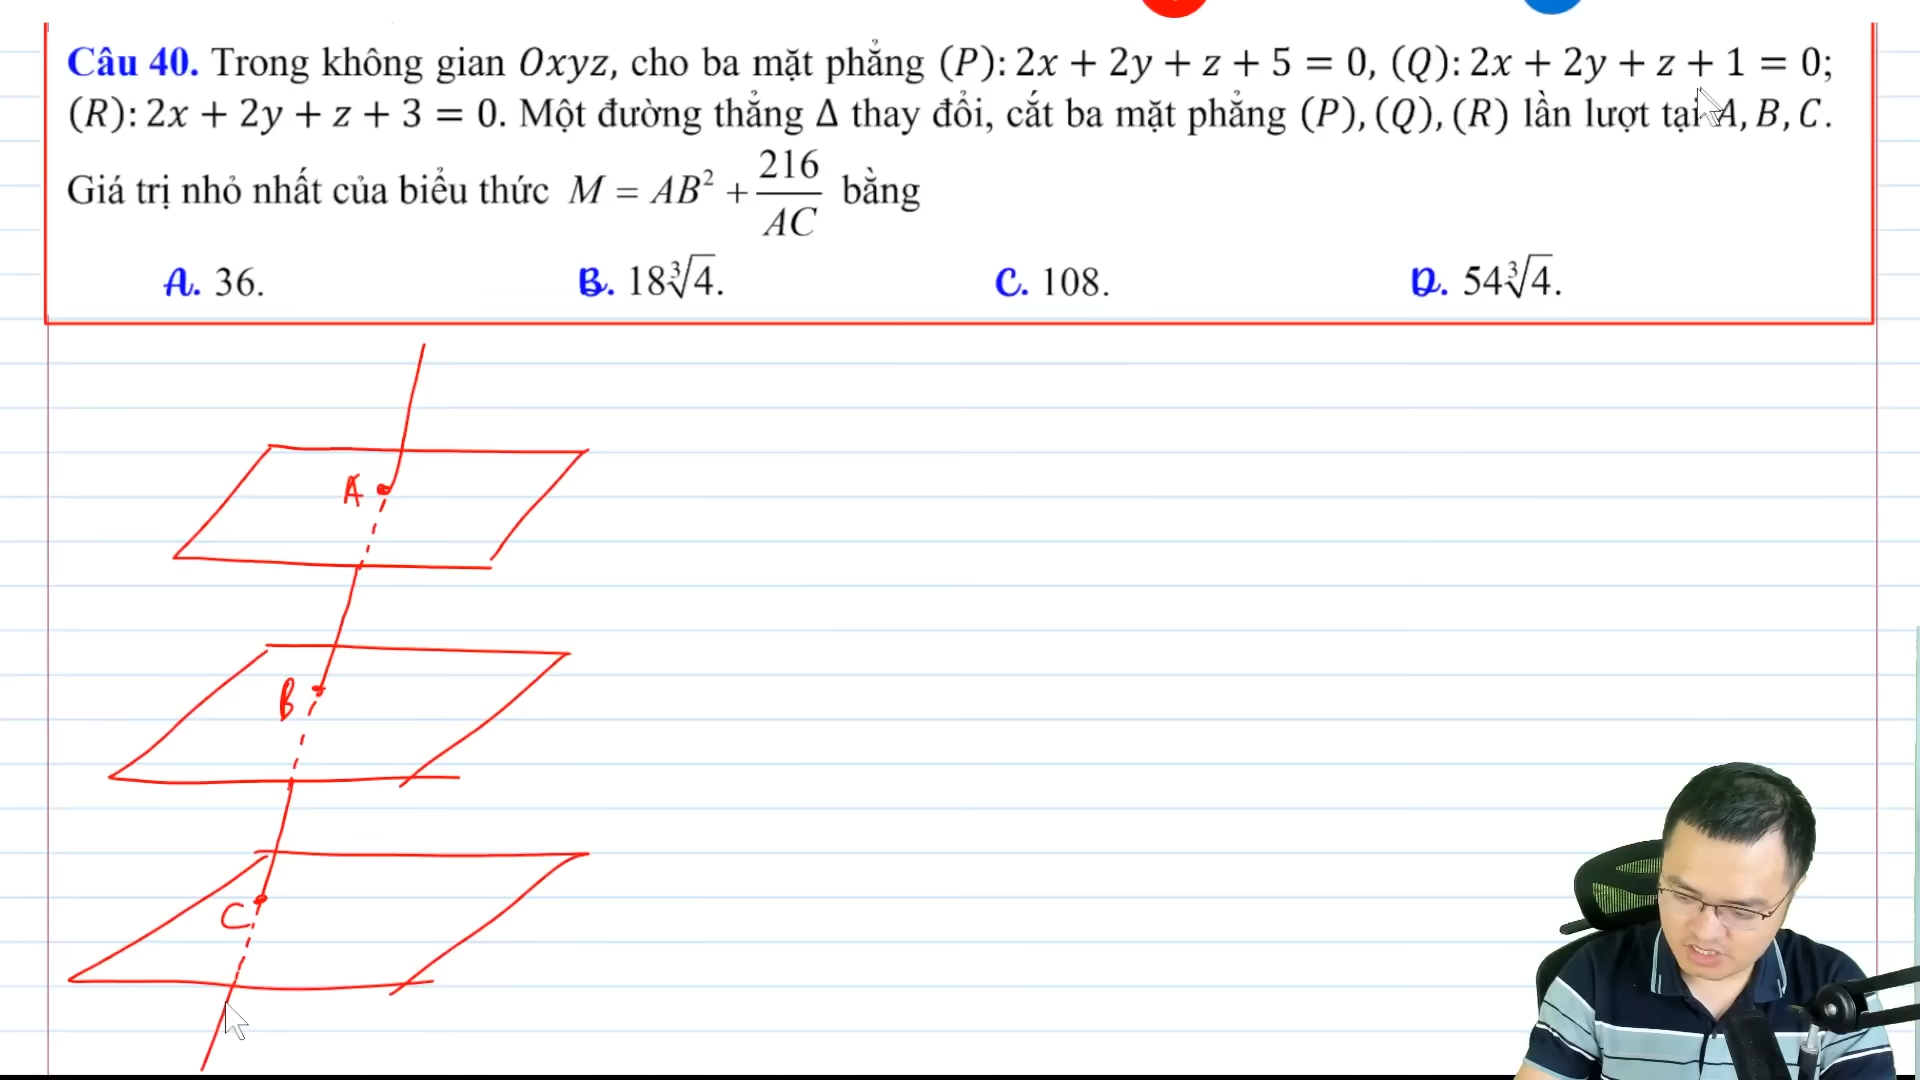 Câu 40. Trong không gian Oxyz, cho ba mặt phẳng (P): 2x + 2y + z + 5 = 0, (Q): 2x + 2y + z + 1 = 0;
(R): 2x + 2y + z + 3 = 0. Một đường thẳng Δ thay đổi, cắt ba mặt phẳng (P), (Q), (R) lần lượt tại A, B, C.
Giá trị nhỏ nhất của biểu thức M = AB² + 216/AC bằng
A. 36. B. 18∛4. C. 108. D. 54∛4.
A
B
C